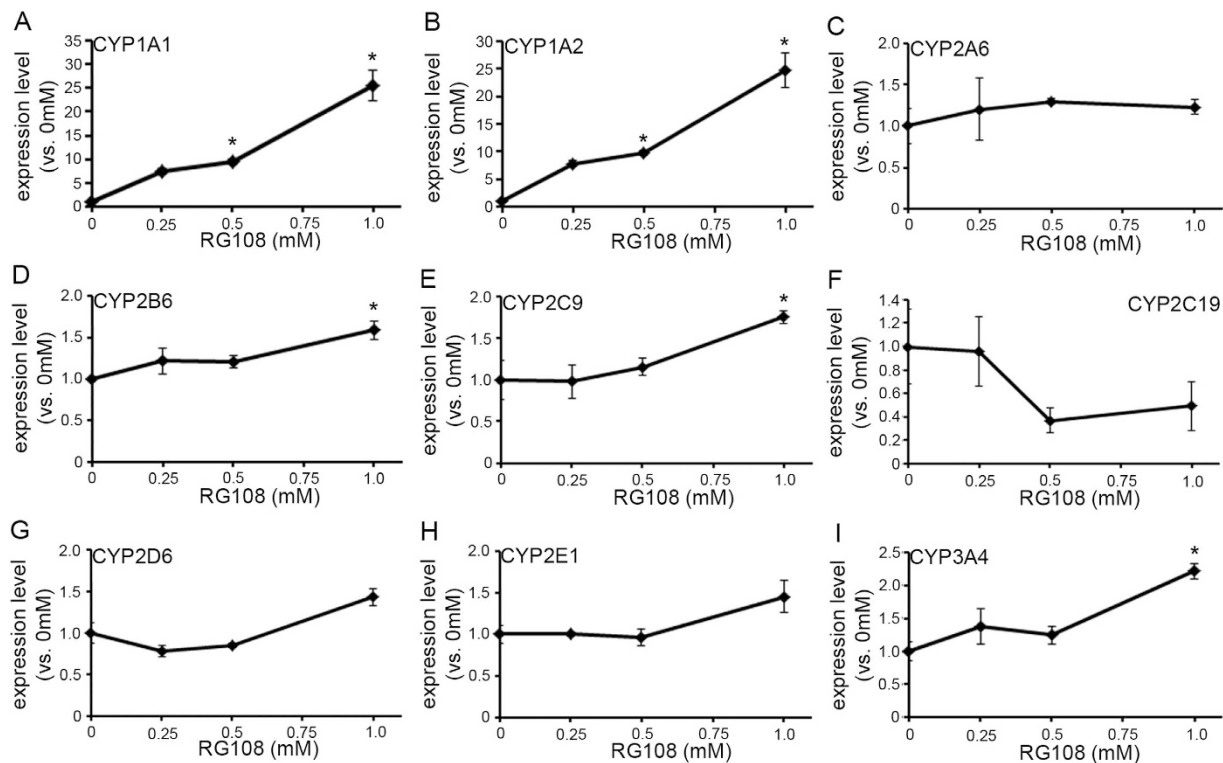 A
CYP1A1
expression level
(vs. 0mM)
35
30
25
20
15
10
5
0
*
*
0
0.25
0.5
0.75
1.0
RG108 (mM)
B
CYP1A2
expression level
(vs. 0mM)
30
25
20
15
10
5
0
*
*
0
0.25
0.5
0.75
1.0
RG108 (mM)
C
CYP2A6
expression level
(vs. 0mM)
2.0
1.5
1.0
0.5
0
0
0.25
0.5
0.75
1.0
RG108 (mM)
D
CYP2B6
expression level
(vs. 0mM)
2.0
1.5
1.0
0.5
0
*
0
0.25
0.5
0.75
1.0
RG108 (mM)
E
CYP2C9
expression level
(vs. 0mM)
2.0
1.5
1.0
0.5
0
*
0
0.25
0.5
0.75
1.0
RG108 (mM)
F
CYP2C19
expression level
(vs. 0mM)
1.4
1.2
1.0
0.8
0.6
0.4
0.2
0
0
0.25
0.5
0.75
1.0
RG108 (mM)
G
CYP2D6
expression level
(vs. 0mM)
2.0
1.5
1.0
0.5
0
0
0.25
0.5
0.75
1.0
RG108 (mM)
H
CYP2E1
expression level
(vs. 0mM)
2.0
1.5
1.0
0.5
0
0
0.25
0.5
0.75
1.0
RG108 (mM)
I
CYP3A4
expression level
(vs. 0mM)
2.5
2.0
1.5
1.0
0.5
0
*
0
0.25
0.5
0.75
1.0
RG108 (mM)